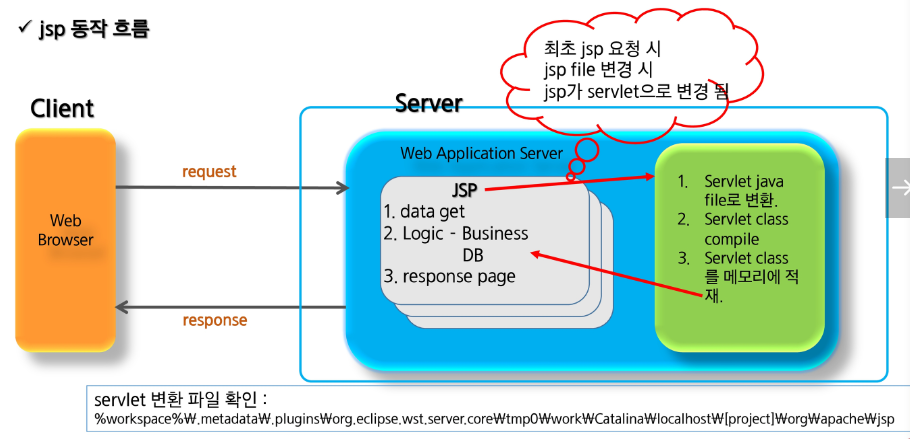 ✓ jsp 동작 흐름
최초 jsp 요청 시
jsp file 변경 시
jsp가 servlet으로 변경 됨
Client
Server
Web Application Server
request
Web
Browser
JSP
1. data get
2. Logic - Business
DB
3. response page
1. Servlet java
file로 변환.
2. Servlet class
compile
3. Servlet class
를 메모리에 적
재.
response
servlet 변환 파일 확인 :
%workspace%\.metadata\.plugins\org.eclipse.wst.server.core\tmp0\work\Catalina\localhost\[project]\org\apache\jsp